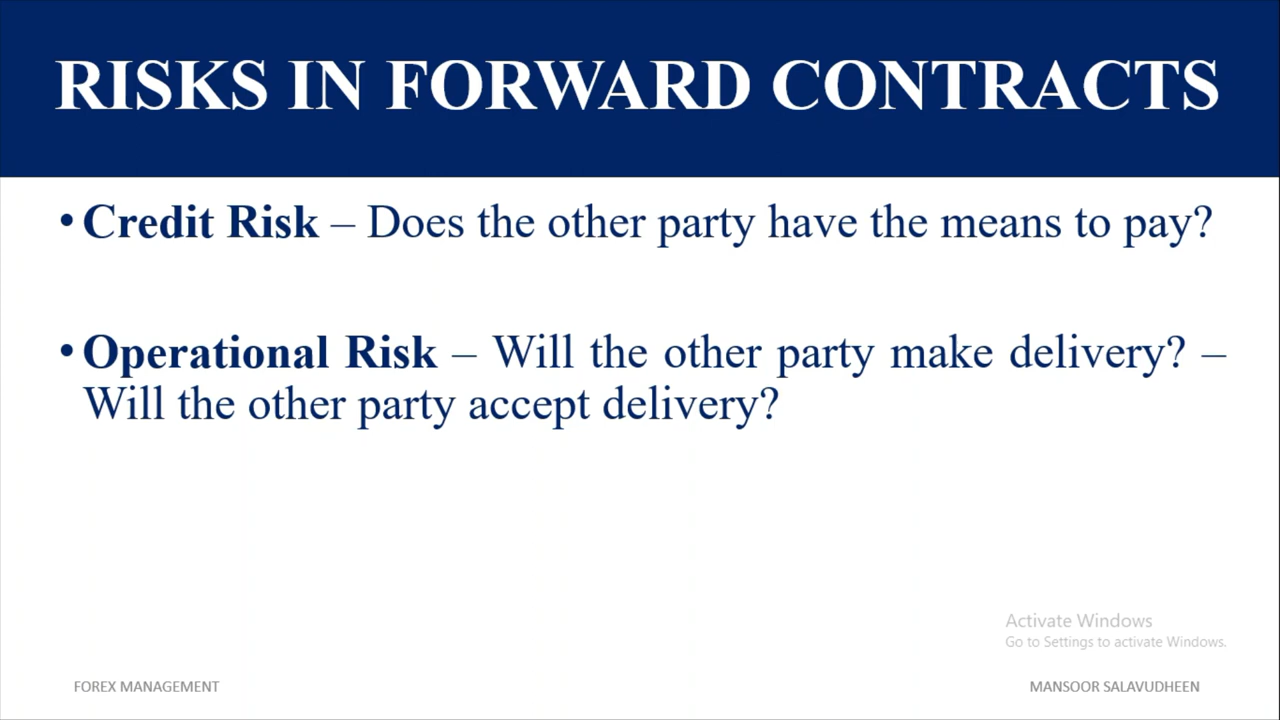 RISKS IN FORWARD CONTRACTS
• Credit Risk – Does the other party have the means to pay?
• Operational Risk – Will the other party make delivery? –
Will the other party accept delivery?
Activate Windows
Go to Settings to activate Windows.
FOREX MANAGEMENT
MANSOOR SALAVUDHEEN